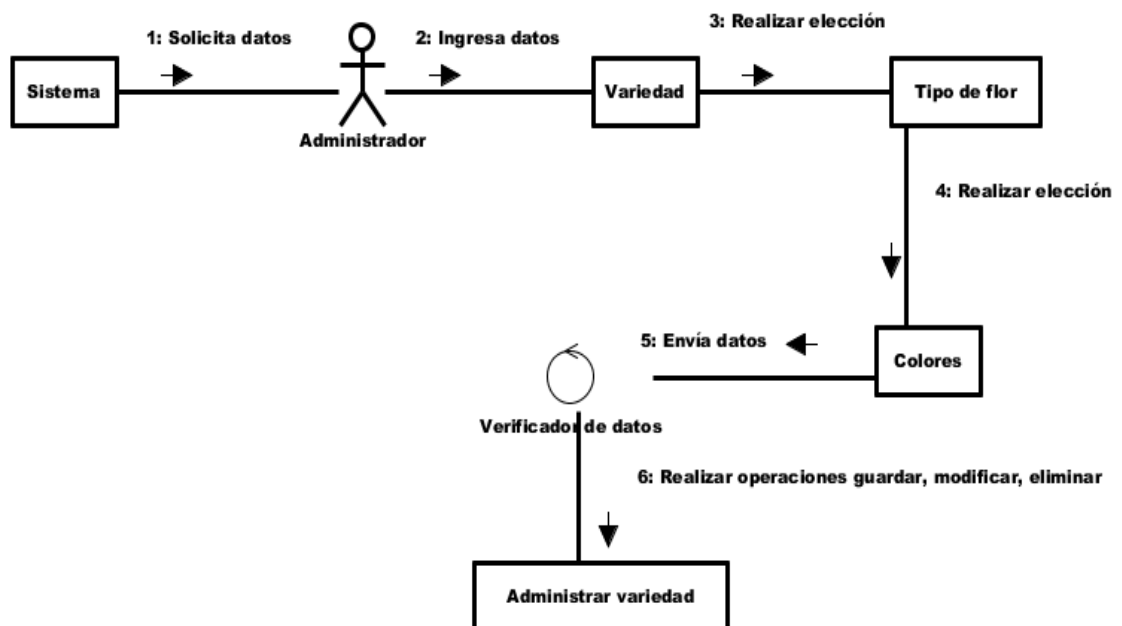 3: Realizar elección
1: Solicita datos
2: Ingresa datos
Sistema
Variedad
Tipo de flor
Administrador
4: Realizar elección
5: Envía datos
Colores
Verificador de datos
6: Realizar operaciones guardar, modificar, eliminar
Administrar variedad